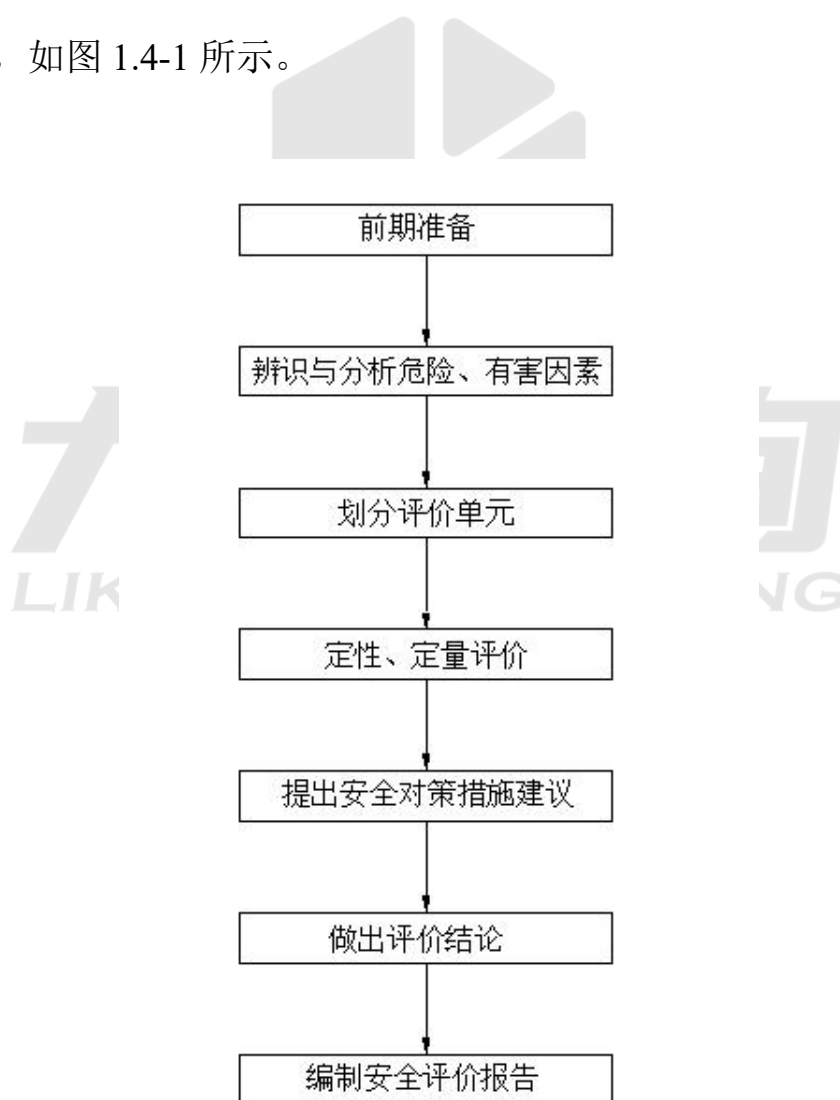 如图 1.4-1 所示。
前期准备
辨识与分析危险、有害因素
划分评价单元
定性、定量评价
提出安全对策措施建议
做出评价结论
编制安全评价报告